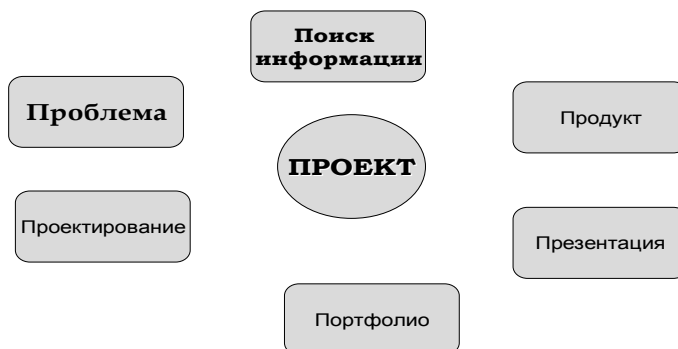 Поиск
информации
Проблема
Продукт
ПРОЕКТ
Проектирование
Презентация
Портфолио